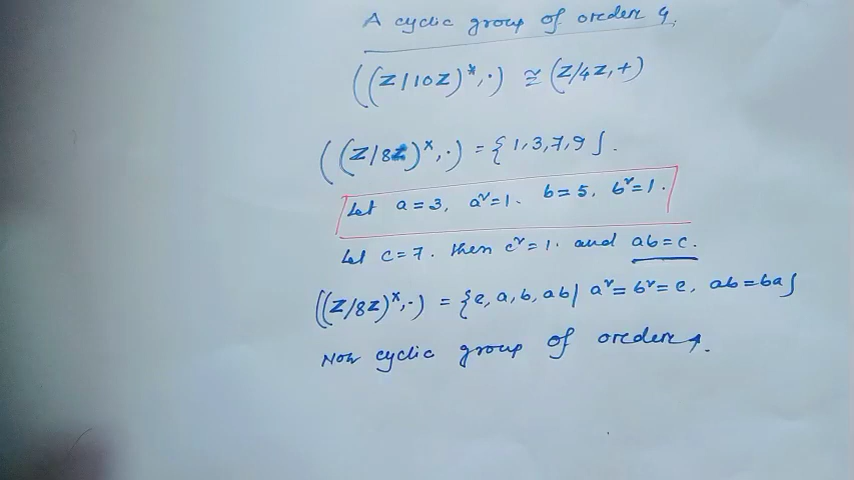 A cyclic group of order 4.
((Z/10Z)*, ·) ≅ (Z/4Z, +)
((Z/8Z)ˣ, ·) = {1, 3, 7, 9}.
Let a = 3, a² = 1. b = 5, b² = 1.
Let c = 7. then c² = 1. and ab = c.
((Z/8Z)ˣ, ·) = {e, a, b, ab | a² = b² = e, ab = ba}
Non cyclic group of order 4.